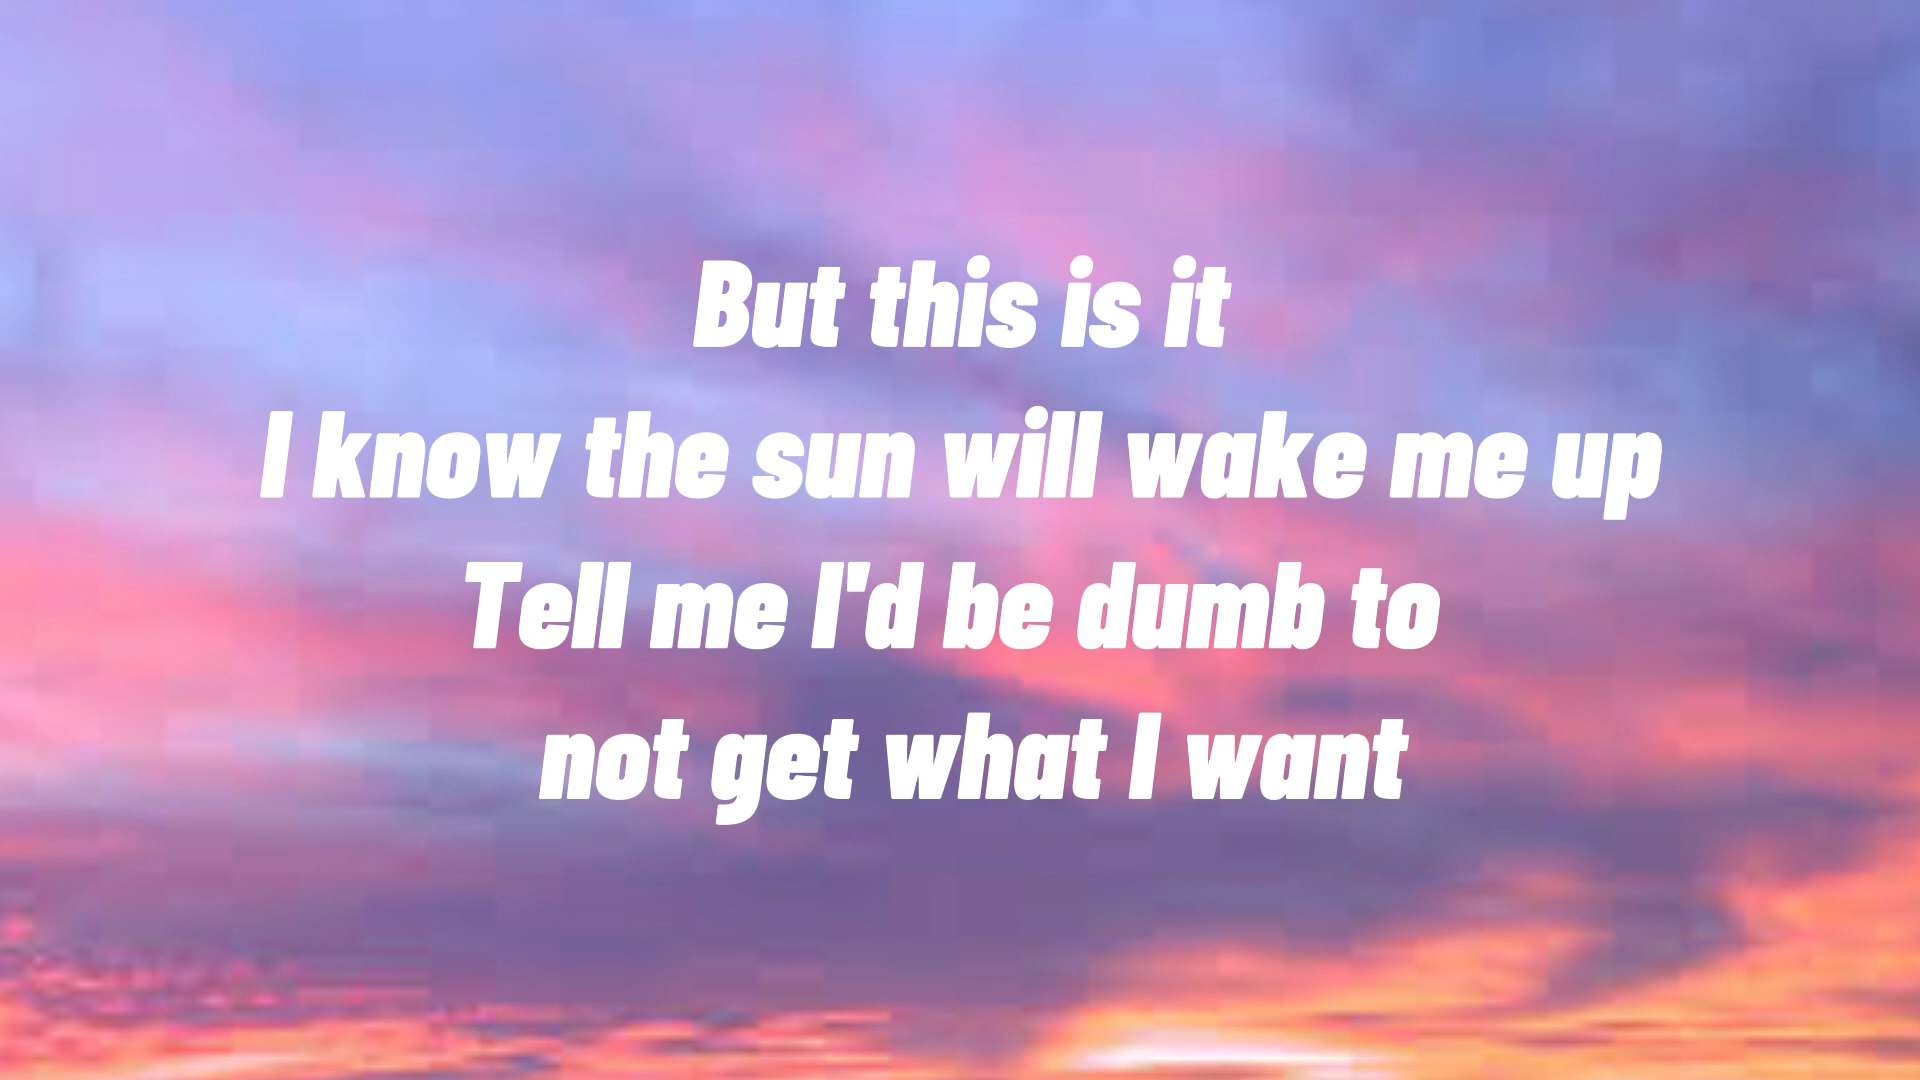 But this is it
I know the sun will wake me up
Tell me I'd be dumb to
not get what I want